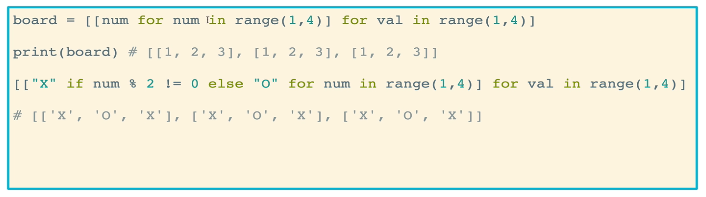 board = [[num for num in range(1,4)] for val in range(1,4)]
print(board) # [[1, 2, 3], [1, 2, 3], [1, 2, 3]]
[["X" if num % 2 != 0 else "O" for num in range(1,4)] for val in range(1,4)]
# [['X', 'O', 'X'], ['X', 'O', 'X'], ['X', 'O', 'X']]